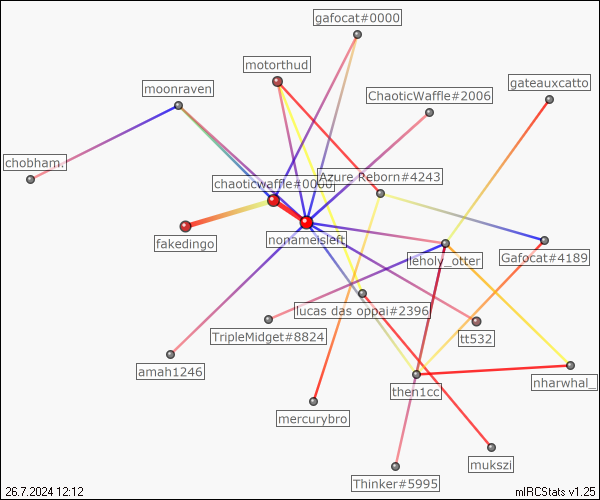 gafocat#0000
motorthud
gateauxcatto
moonraven
ChaoticWaffle#2006
chobham.
Azure Reborn#4243
chaoticwaffle#0000
fakedingo
nonameisleft
leholy_otter
Gafocat#4189
lucas das oppai#2396
TripleMidget#8824
tt532
amah1246
then1cc
nharwhal_
mercurybro
mukszi
Thinker#5995
26.7.2024 12:12
mIRCStats v1.25